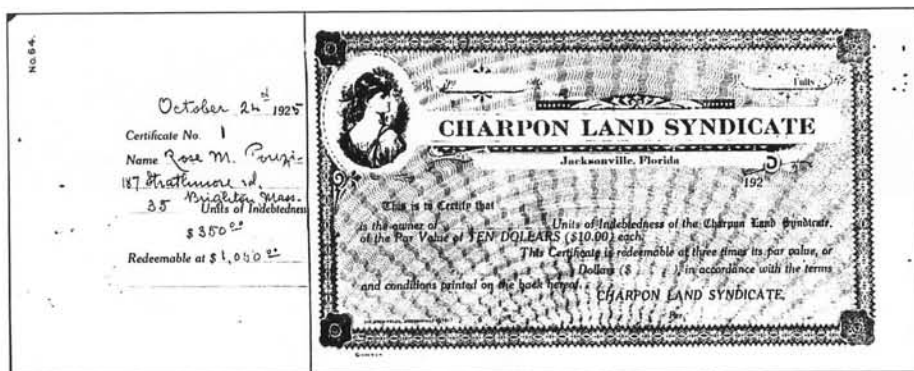 No. 64.
October 24 1925
Certificate No. 1
Name Rose M. Ponzi
187 Strathmore rd.
Brighton Mass.
35 Units of Indebtedness
$350.00
Redeemable at $1,050.00
Units
CHARPON LAND SYNDICATE
Jacksonville, Florida
192
This is to Certify that
is the owner of Units of Indebtedness of the Charpon Land Syndicate,
of the Par Value of TEN DOLLARS ($10.00) each.
This Certificate is redeemable at three times its par value, or
Dollars ($ ), in accordance with the terms
and conditions printed on the back hereof.
CHARPON LAND SYNDICATE,
Per